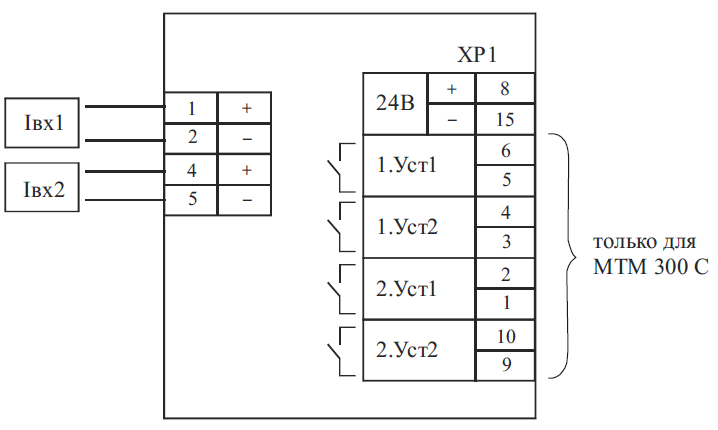 XP1
24В + 8
− 15
Iвх1
1 +
2 −
Iвх2
4 +
5 −
1.Уст1 6
5
1.Уст2 4
3
2.Уст1 2
1
2.Уст2 10
9
только для
МТМ 300 С